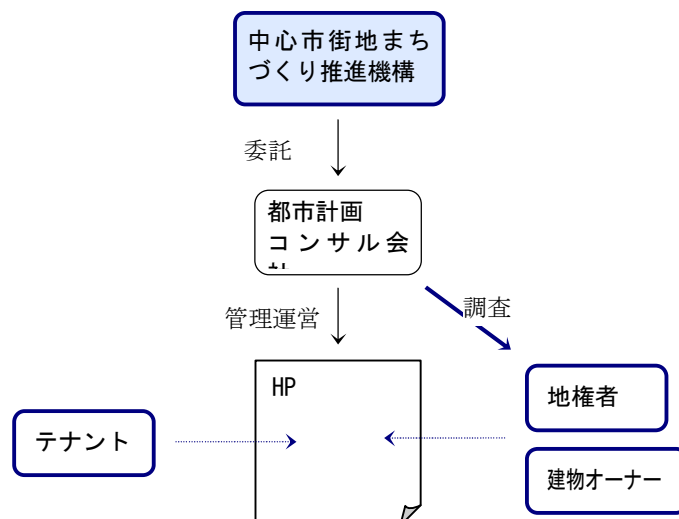 中心市街地まち
づくり推進機構
委託
都市計画
コンサル会
管理運営
調査
HP
地権者
テナント
建物オーナー